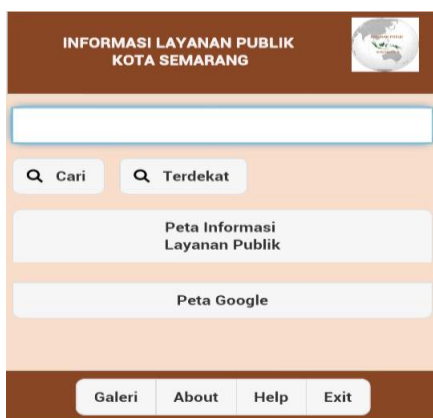 INFORMASI LAYANAN PUBLIK
KOTA SEMARANG
Cari
Terdekat
Peta Informasi
Layanan Publik
Peta Google
Galeri About Help Exit